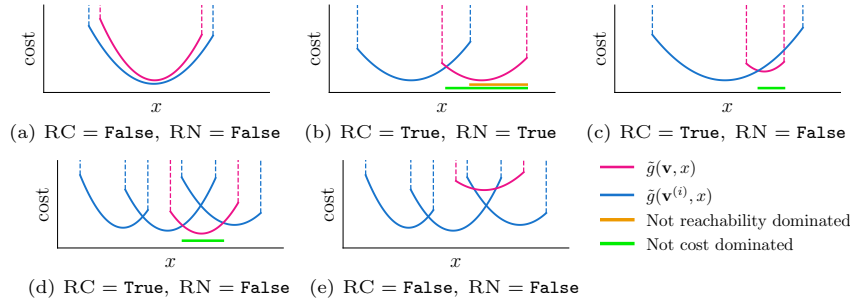 cost
x
(a) RC = False, RN = False
cost
x
(b) RC = True, RN = True
cost
x
(c) RC = True, RN = False
cost
x
(d) RC = True, RN = False
cost
x
(e) RC = False, RN = False
g̃(v, x)
g̃(v⁽ⁱ⁾, x)
Not reachability dominated
Not cost dominated